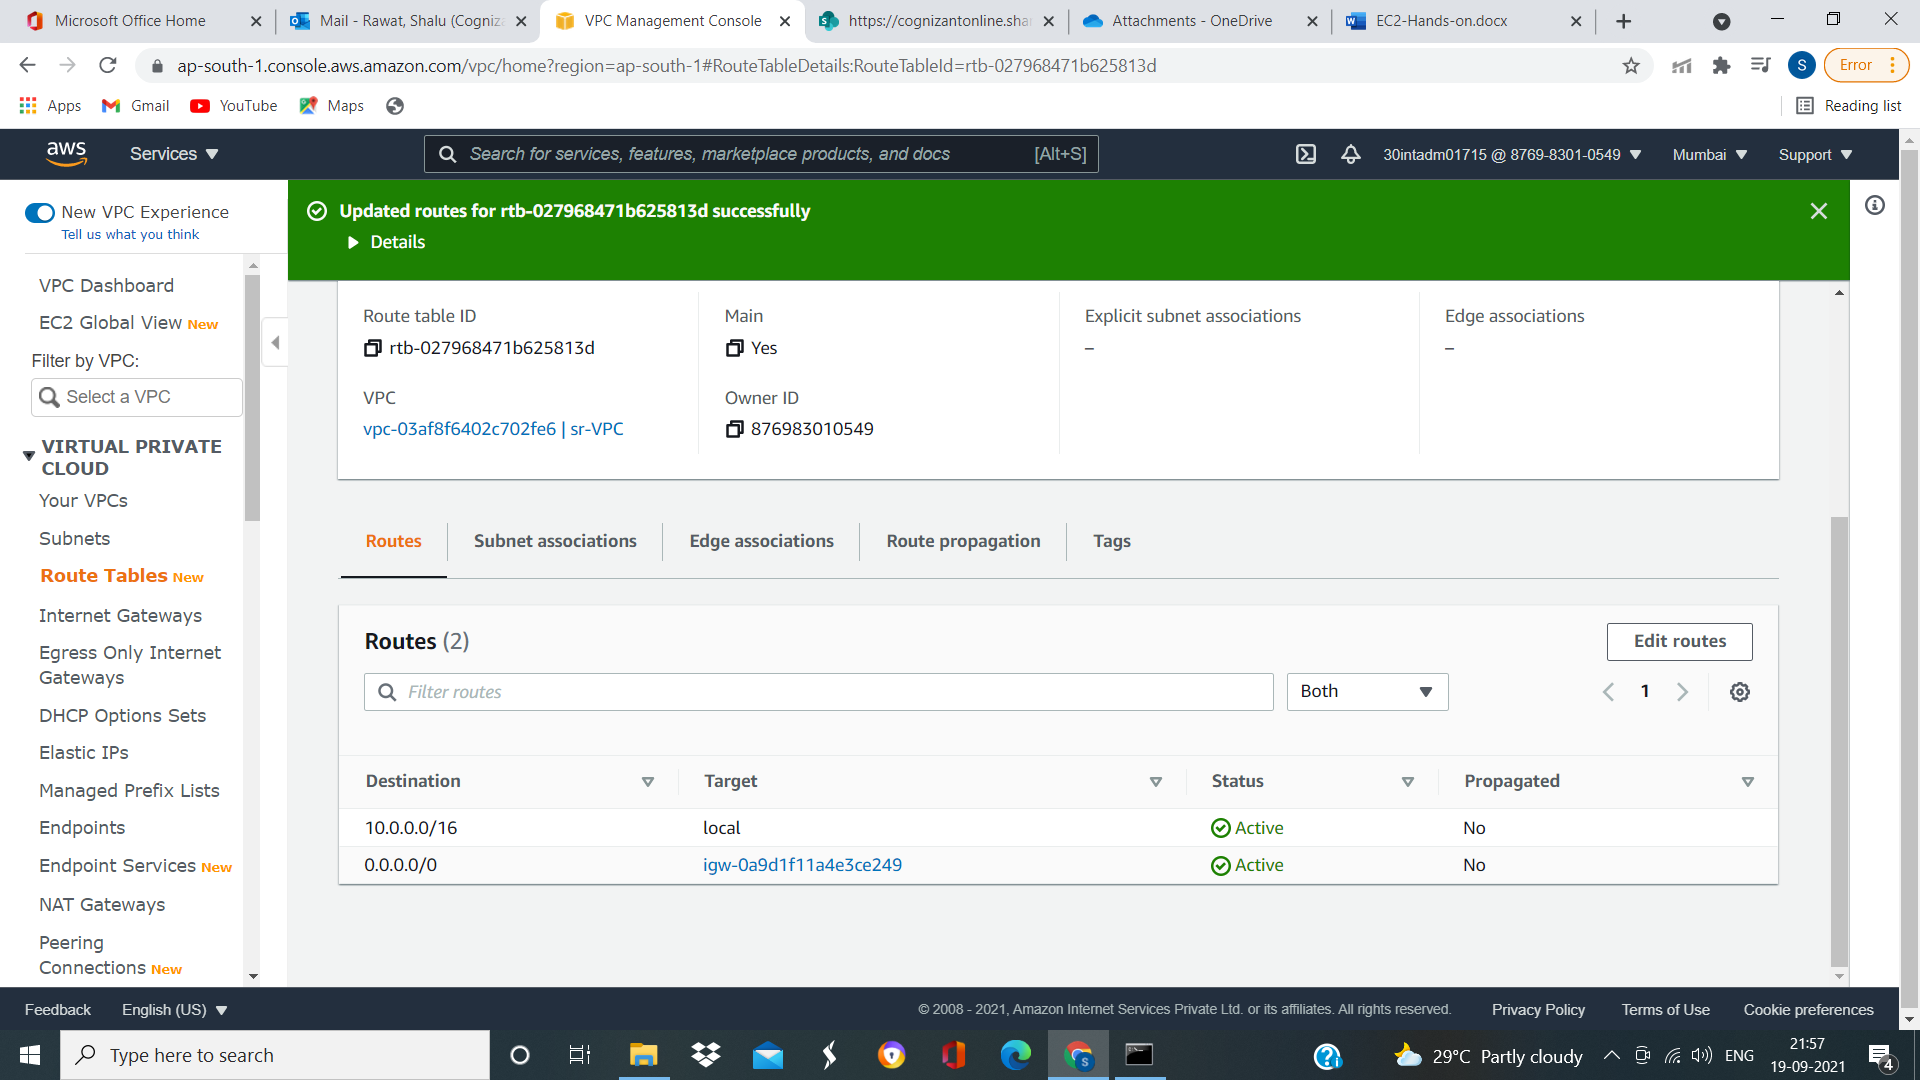 Microsoft Office Home
Mail - Rawat, Shalu (Cogniza
VPC Management Console
https://cognizantonline.sha
Attachments - OneDrive
EC2-Hands-on.docx
ap-south-1.console.aws.amazon.com/vpc/home?region=ap-south-1#RouteTableDetails:RouteTableId=rtb-027968471b625813d
S
Error
Apps
Gmail
YouTube
Maps
Reading list
aws
Services
Search for services, features, marketplace products, and docs
[Alt+S]
30intadm01715 @ 8769-8301-0549
Mumbai
Support
New VPC Experience
Tell us what you think
Updated routes for rtb-027968471b625813d successfully
Details
VPC Dashboard
EC2 Global View New
Filter by VPC:
Select a VPC
VIRTUAL PRIVATE
CLOUD
Your VPCs
Subnets
Route Tables New
Internet Gateways
Egress Only Internet
Gateways
DHCP Options Sets
Elastic IPs
Managed Prefix Lists
Endpoints
Endpoint Services New
NAT Gateways
Peering
Connections New
Route table ID
rtb-027968471b625813d
Main
Yes
Explicit subnet associations
–
Edge associations
–
VPC
vpc-03af8f6402c702fe6 | sr-VPC
Owner ID
876983010549
Routes
Subnet associations
Edge associations
Route propagation
Tags
Routes (2)
Edit routes
Filter routes
Both
1
Destination
Target
Status
Propagated
10.0.0.0/16
local
Active
No
0.0.0.0/0
igw-0a9d1f11a4e3ce249
Active
No
Feedback
English (US)
© 2008 - 2021, Amazon Internet Services Private Ltd. or its affiliates. All rights reserved.
Privacy Policy
Terms of Use
Cookie preferences
Type here to search
S
29°C Partly cloudy
ENG
21:57
19-09-2021
4